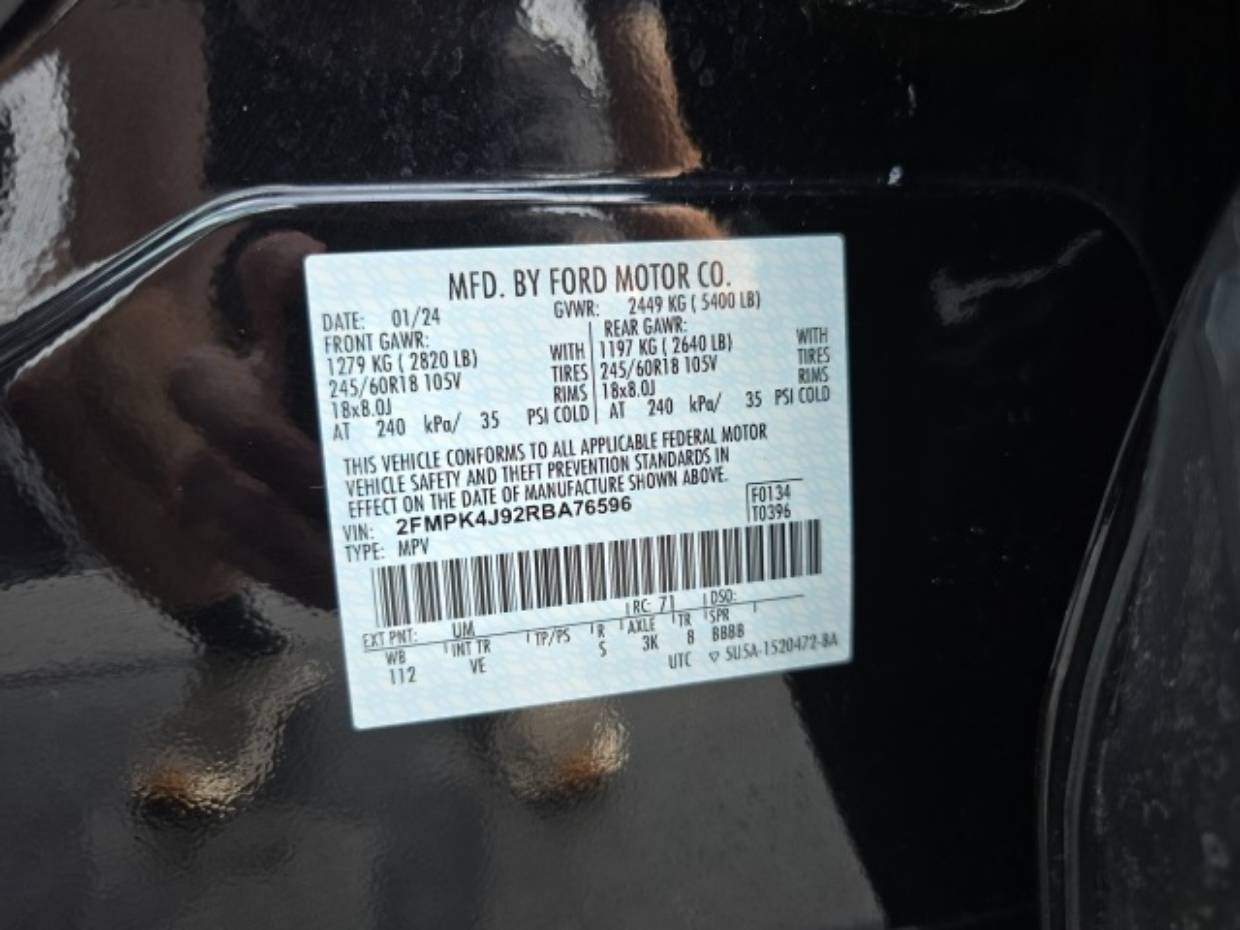 MFD. BY FORD MOTOR CO.
DATE: 01/24 GVWR: 2449 KG ( 5400 LB)
FRONT GAWR: REAR GAWR:
1279 KG ( 2820 LB) WITH 1197 KG ( 2640 LB) WITH
245/60R18 105V TIRES 245/60R18 105V TIRES
18x8.0J RIMS 18x8.0J RIMS
AT 240 kPa/ 35 PSI COLD AT 240 kPa/ 35 PSI COLD
THIS VEHICLE CONFORMS TO ALL APPLICABLE FEDERAL MOTOR
VEHICLE SAFETY AND THEFT PREVENTION STANDARDS IN
EFFECT ON THE DATE OF MANUFACTURE SHOWN ABOVE.
VIN: 2FMPK4J92RBA76596 F0134
TYPE: MPV T0396
EXT PNT: UM RC: 71 DSO:
WB INT TR TP/PS R AXLE TR SPR
112 VE S 3K 8 BBBB
UTC ▽ SU5A-1520472-BA